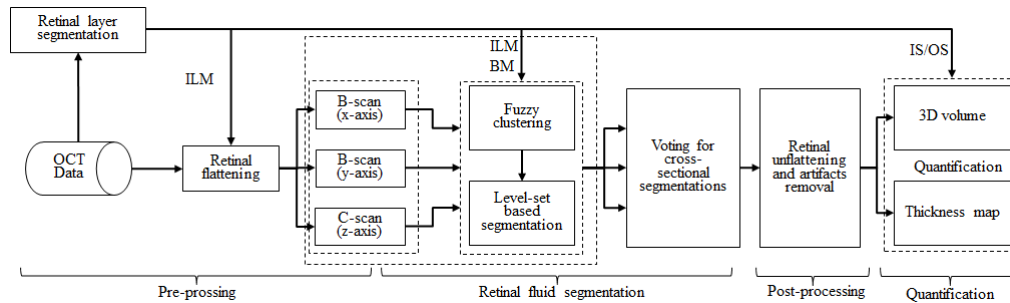 Retinal layer
segmentation
ILM
ILM
BM
IS/OS
OCT
Data
Retinal
flattening
B-scan
(x-axis)
B-scan
(y-axis)
C-scan
(z-axis)
Fuzzy
clustering
Level-set
based
segmentation
Voting for
cross-
sectional
segmentations
Retinal
unflattening
and artifacts
removal
3D volume
Quantification
Thickness map
Pre-prossing
Retinal fluid segmentation
Post-processing
Quantification